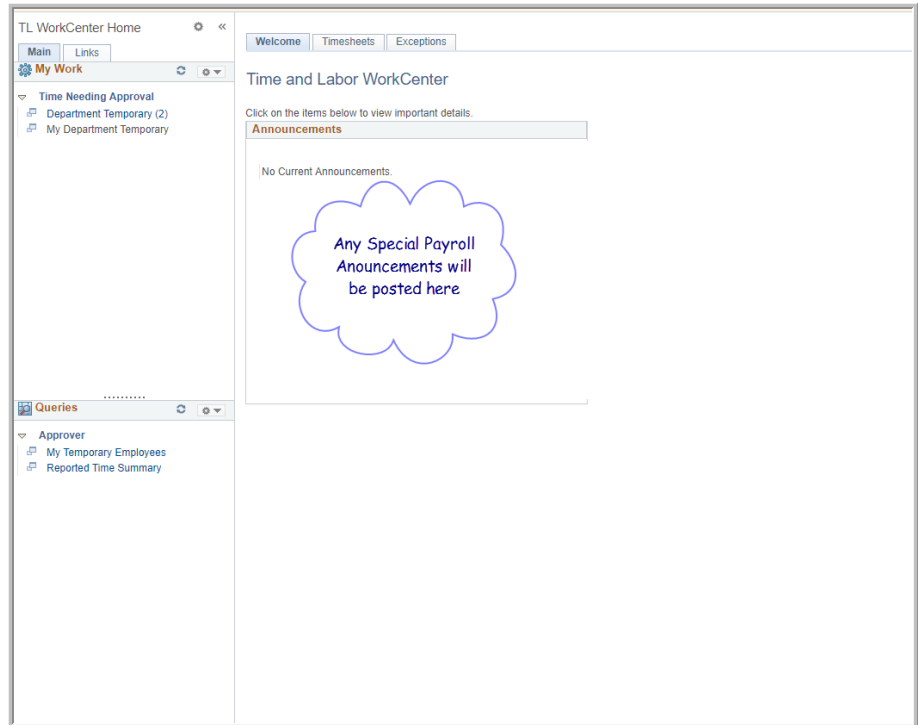 TL WorkCenter Home
Main
Links
My Work
Time Needing Approval
Department Temporary (2)
My Department Temporary
Queries
Approver
My Temporary Employees
Reported Time Summary
Welcome
Timesheets
Exceptions
Time and Labor WorkCenter
Click on the items below to view important details.
Announcements
No Current Announcements.
Any Special Payroll
Anouncements will
be posted here